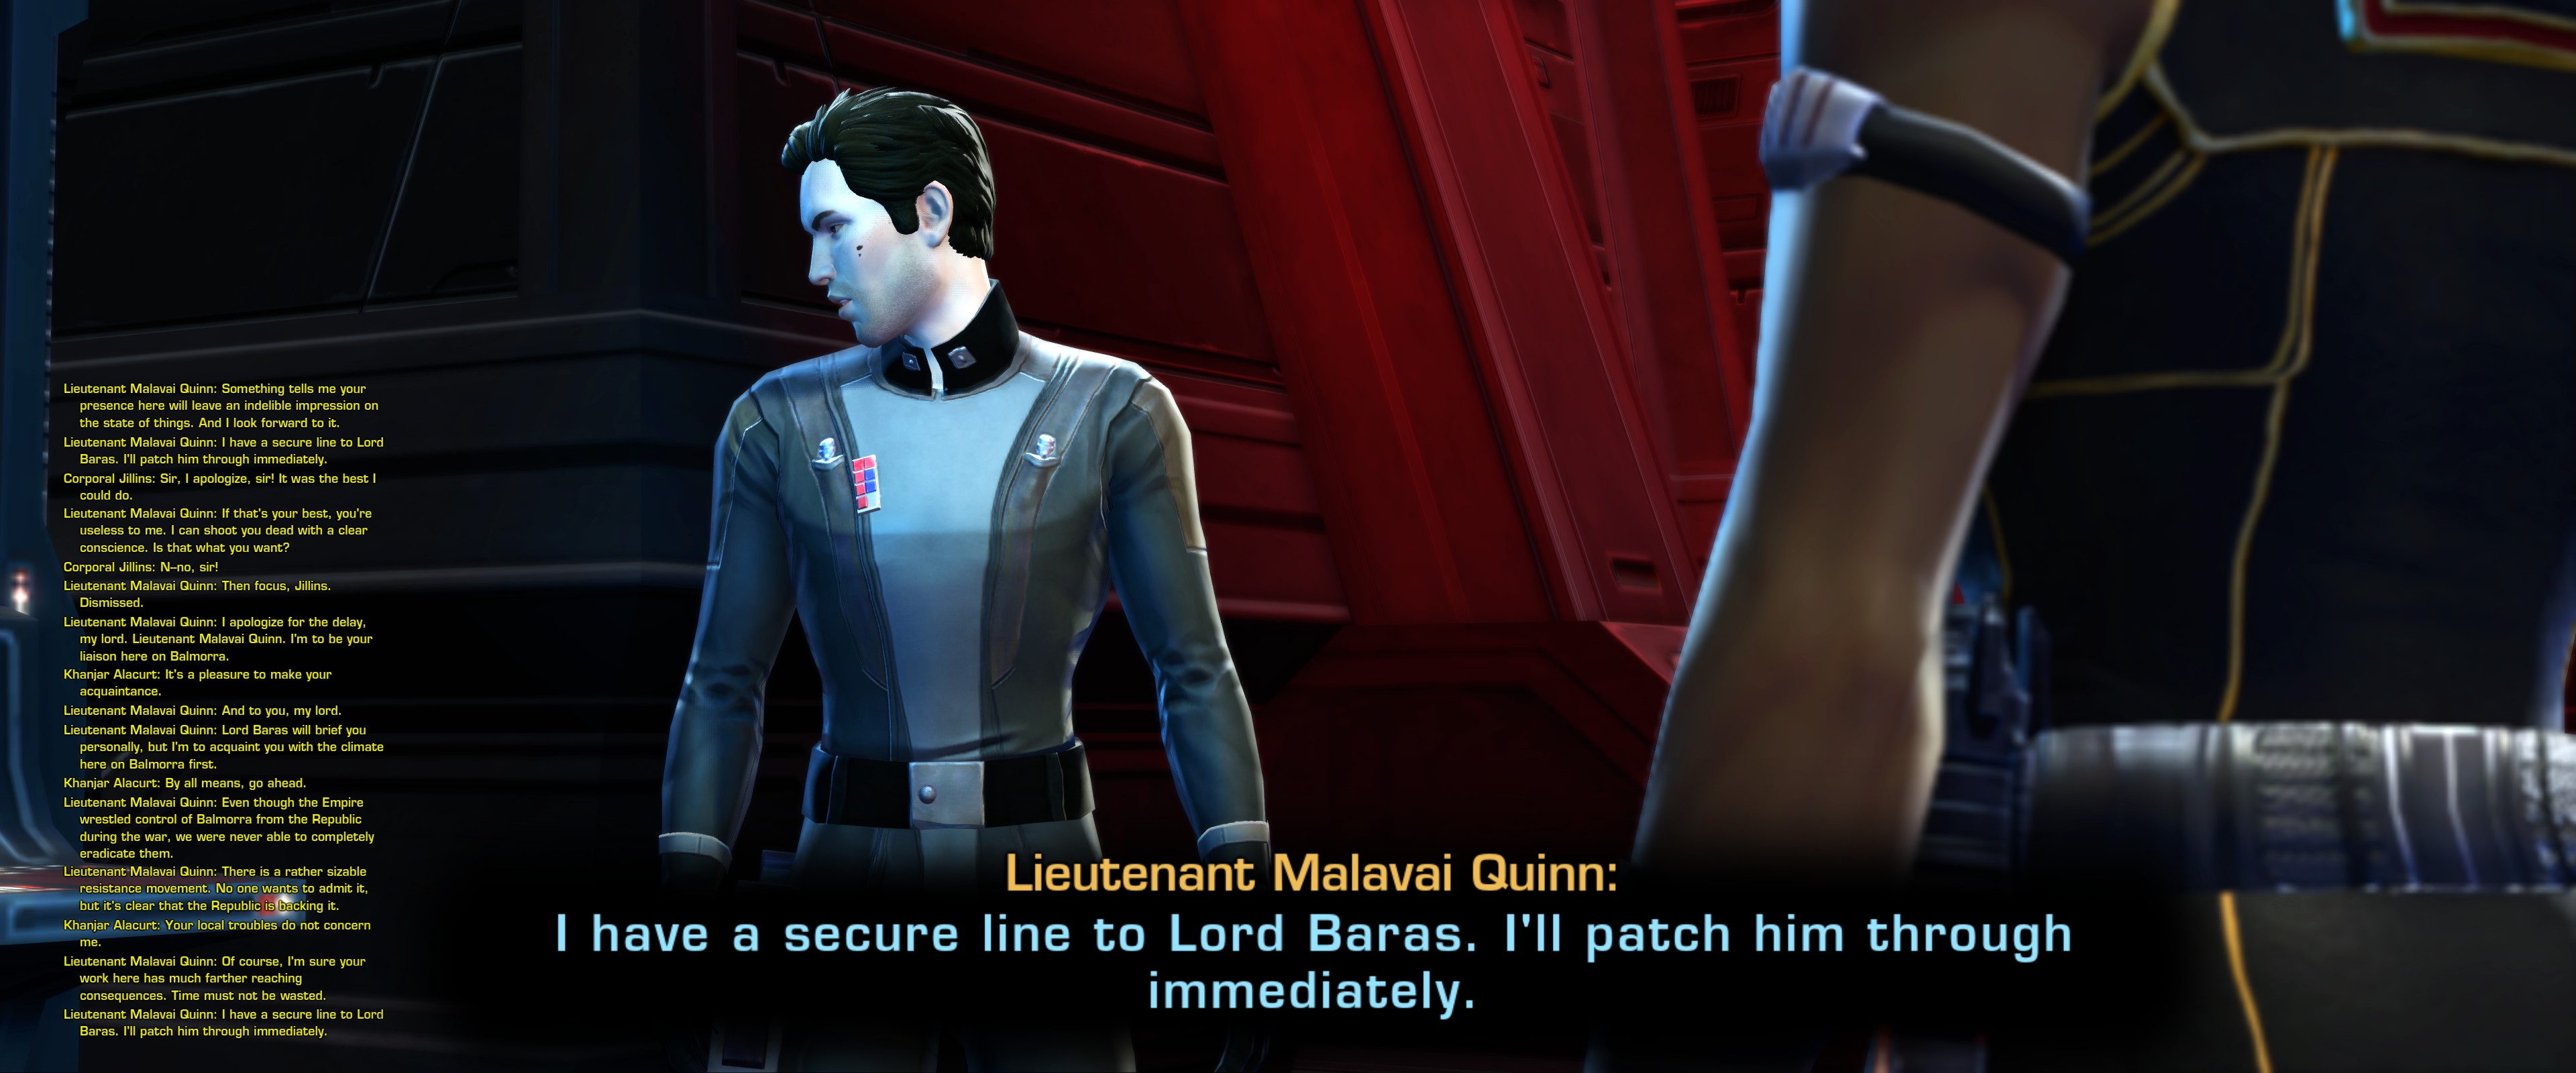 Lieutenant Malavai Quinn: Something tells me your
presence here will leave an indelible impression on
the state of things. And I look forward to it.
Lieutenant Malavai Quinn: I have a secure line to Lord
Baras. I'll patch him through immediately.
Corporal Jillins: Sir, I apologize, sir! It was the best I
could do.
Lieutenant Malavai Quinn: If that's your best, you're
useless to me. I can shoot you dead with a clear
conscience. Is that what you want?
Corporal Jillins: N--no, sir!
Lieutenant Malavai Quinn: Then focus, Jillins.
Dismissed.
Lieutenant Malavai Quinn: I apologize for the delay,
my lord. Lieutenant Malavai Quinn. I'm to be your
liaison here on Balmorra.
Khanjar Alacurt: It's a pleasure to make your
acquaintance.
Lieutenant Malavai Quinn: And to you, my lord.
Lieutenant Malavai Quinn: Lord Baras will brief you
personally, but I'm to acquaint you with the climate
here on Balmorra first.
Khanjar Alacurt: By all means, go ahead.
Lieutenant Malavai Quinn: Even though the Empire
wrestled control of Balmorra from the Republic
during the war, we were never able to completely
eradicate them.
Lieutenant Malavai Quinn: There is a rather sizable
resistance movement. No one wants to admit it,
but it's clear that the Republic is backing it.
Khanjar Alacurt: Your local troubles do not concern
me.
Lieutenant Malavai Quinn: Of course, I'm sure your
work here has much farther reaching
consequences. Time must not be wasted.
Lieutenant Malavai Quinn: I have a secure line to Lord
Baras. I'll patch him through immediately.
Lieutenant Malavai Quinn:
I have a secure line to Lord Baras. I'll patch him through
immediately.